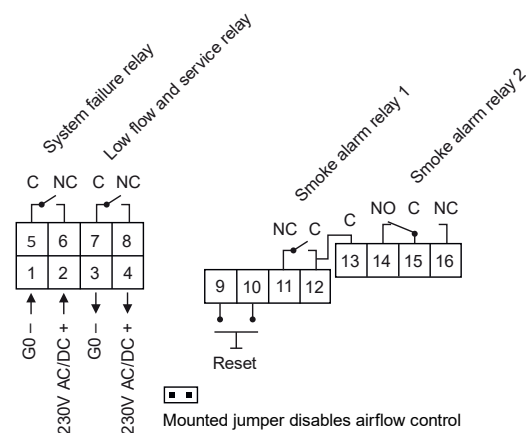 System failure relay
Low flow and service relay
Smoke alarm relay 1
Smoke alarm relay 2
C NC C NC
NC C C NO C NC
5 6 7 8
1 2 3 4
13 14 15 16
9 10 11 12
G0 –
230V AC/DC +
G0 –
230V AC/DC +
Reset
Mounted jumper disables airflow control